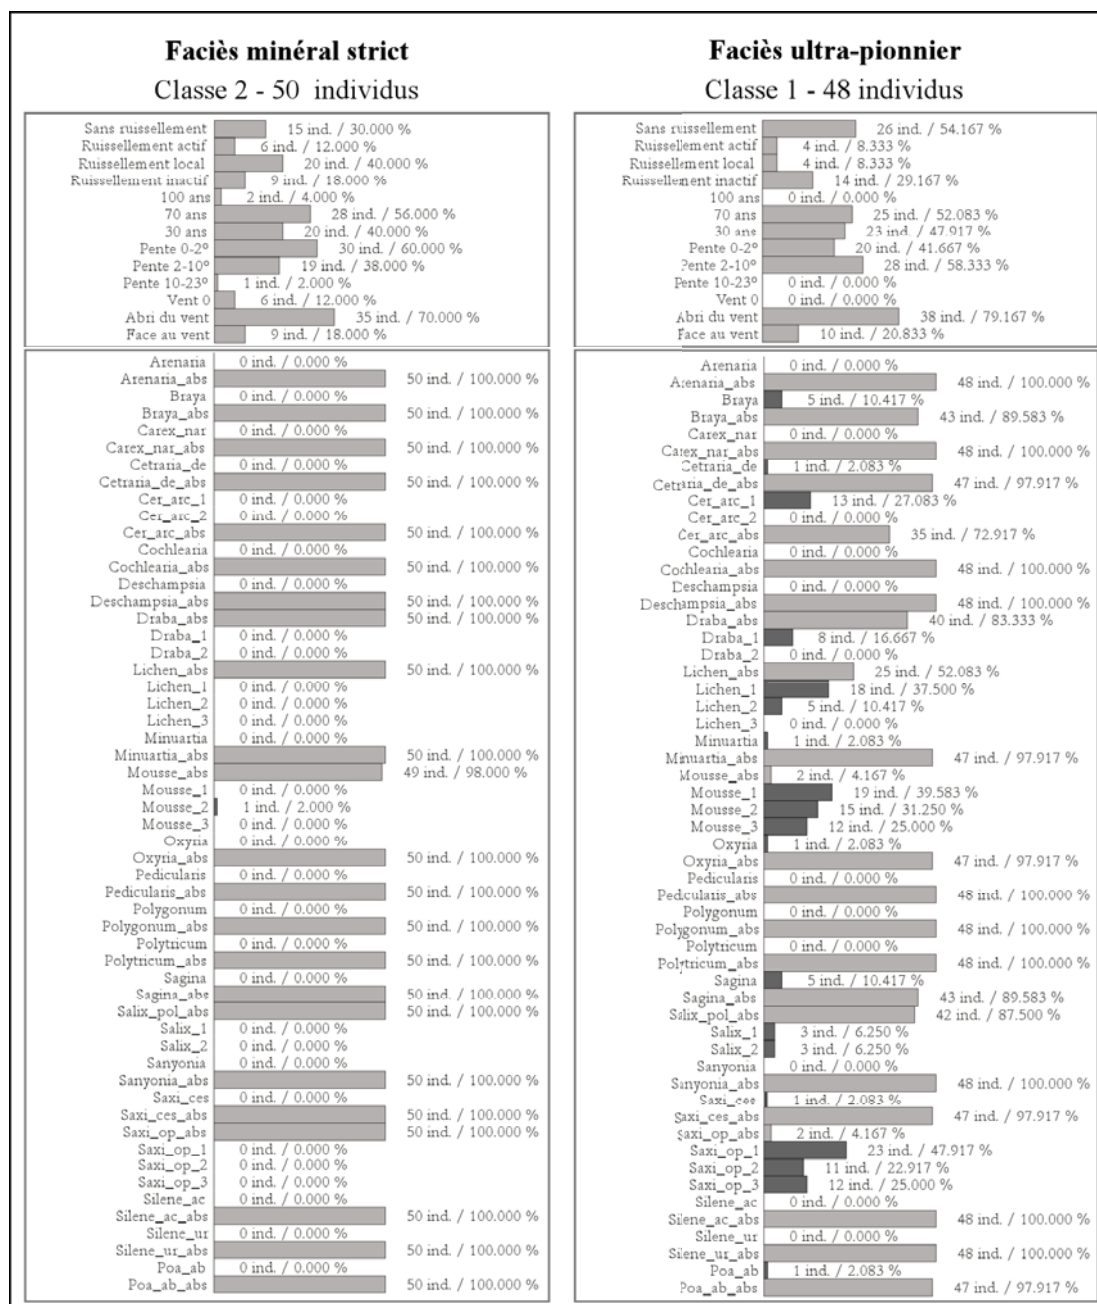 Faciès minéral strict
Classe 2 - 50 individus
Sans ruissellement 15 ind. / 30.000 %
Ruissellement actif 6 ind. / 12.000 %
Ruissellement local 20 ind. / 40.000 %
Ruissellement inactif 9 ind. / 18.000 %
100 ans 2 ind. / 4.000 %
70 ans 28 ind. / 56.000 %
30 ans 20 ind. / 40.000 %
Pente 0-2° 30 ind. / 60.000 %
Pente 2-10° 19 ind. / 38.000 %
Pente 10-23° 1 ind. / 2.000 %
Vent 0 6 ind. / 12.000 %
Abri du vent 35 ind. / 70.000 %
Face au vent 9 ind. / 18.000 %
Arenaria 0 ind. / 0.000 %
Arenaria_abs 50 ind. / 100.000 %
Braya 0 ind. / 0.000 %
Braya_abs 50 ind. / 100.000 %
Carex_nar 0 ind. / 0.000 %
Carex_nar_abs 50 ind. / 100.000 %
Cetraria_de 0 ind. / 0.000 %
Cetraria_de_abs 50 ind. / 100.000 %
Cer_arc_1 0 ind. / 0.000 %
Cer_arc_2 0 ind. / 0.000 %
Cer_arc_abs 50 ind. / 100.000 %
Cochlearia 0 ind. / 0.000 %
Cochlearia_abs 50 ind. / 100.000 %
Deschampsia 0 ind. / 0.000 %
Deschampsia_abs 50 ind. / 100.000 %
Draba_abs 50 ind. / 100.000 %
Draba_1 0 ind. / 0.000 %
Draba_2 0 ind. / 0.000 %
Lichen_abs 50 ind. / 100.000 %
Lichen_1 0 ind. / 0.000 %
Lichen_2 0 ind. / 0.000 %
Lichen_3 0 ind. / 0.000 %
Minuartia 0 ind. / 0.000 %
Minuartia_abs 50 ind. / 100.000 %
Mousse_abs 49 ind / 98.000 %
Mousse_1 0 ind. / 0.000 %
Mousse_2 1 ind / 2.000 %
Mousse_3 0 ind. / 0.000 %
Oxyria 0 ind. / 0.000 %
Oxyria_abs 50 ind. / 100.000 %
Pedicularis 0 ind. / 0.000 %
Pedicularis_abs 50 ind. / 100.000 %
Polygonum 0 ind. / 0.000 %
Polygonum_abs 50 ind. / 100.000 %
Polytricum 0 ind. / 0.000 %
Polytricum_abs 50 ind. / 100.000 %
Sagina 0 ind. / 0.000 %
Sagina_abs 50 ind. / 100.000 %
Salix_pol_abs 50 ind. / 100.000 %
Salix_1 0 ind. / 0.000 %
Salix_2 0 ind. / 0.000 %
Sanyonia 0 ind. / 0.000 %
Sanyonia_abs 50 ind. / 100.000 %
Saxi_ces 0 ind. / 0.000 %
Saxi_ces_abs 50 ind. / 100.000 %
Saxi_op_abs 50 ind. / 100.000 %
Saxi_op_1 0 ind. / 0.000 %
Saxi_op_2 0 ind. / 0.000 %
Saxi_op_3 0 ind. / 0.000 %
Silene_ac 0 ind. / 0.000 %
Silene_ac_abs 50 ind. / 100.000 %
Silene_ur 0 ind. / 0.000 %
Silene_ur_abs 50 ind. / 100.000 %
Poa_ab 0 ind. / 0.000 %
Poa_ab_abs 50 ind. / 100.000 %
Faciès ultra-pionnier
Classe 1 - 48 individus
Sans ruissellement 26 ind. / 54.167 %
Ruissellement actif 4 ind. / 8.333 %
Ruissellement local 4 ind. / 8.333 %
Ruissellement inactif 14 ind. / 29.167 %
100 ans 0 ind. / 0.000 %
70 ans 25 ind. / 52.083 %
30 ans 23 ind. / 47.917 %
Pente 0-2° 20 ind. / 41.667 %
Pente 2-10° 28 ind. / 58.333 %
Pente 10-23° 0 ind. / 0.000 %
Vent 0 0 ind. / 0.000 %
Abri du vent 38 ind. / 79.167 %
Face au vent 10 ind. / 20.833 %
Arenaria 0 ind. / 0.000 %
Arenaria_abs 48 ind. / 100.000 %
Braya 5 ind. / 10.417 %
Braya_abs 43 ind. / 89.583 %
Carex_nar 0 ind. / 0.000 %
Carex_nar_abs 48 ind. / 100.000 %
Cetraria_de 1 ind. / 2.083 %
Cetraria_de_abs 47 ind. / 97.917 %
Cer_arc_1 13 ind. / 27.083 %
Cer_arc_2 0 ind. / 0.000 %
Cer_arc_abs 35 ind. / 72.917 %
Cochlearia 0 ind. / 0.000 %
Cochlearia_abs 48 ind. / 100.000 %
Deschampsia 0 ind. / 0.000 %
Deschampsia_abs 48 ind. / 100.000 %
Draba_abs 40 ind. / 83.333 %
Draba_1 8 ind. / 16.667 %
Draba_2 0 ind. / 0.000 %
Lichen_abs 25 ind. / 52.083 %
Lichen_1 18 ind. / 37.500 %
Lichen_2 5 ind. / 10.417 %
Lichen_3 0 ind. / 0.000 %
Minuartia 1 ind. / 2.083 %
Minuartia_abs 47 ind. / 97.917 %
Mousse_abs 2 ind. / 4.167 %
Mousse_1 19 ind. / 39.583 %
Mousse_2 15 ind. / 31.250 %
Mousse_3 12 ind. / 25.000 %
Oxyria 1 ind. / 2.083 %
Oxyria_abs 47 ind. / 97.917 %
Pedicularis 0 ind. / 0.000 %
Pedicularis_abs 48 ind. / 100.000 %
Polygonum 0 ind. / 0.000 %
Polygonum_abs 48 ind. / 100.000 %
Polytricum 0 ind. / 0.000 %
Polytricum_abs 48 ind. / 100.000 %
Sagina 5 ind. / 10.417 %
Sagina_abs 43 ind. / 89.583 %
Salix_pol_abs 42 ind. / 87.500 %
Salix_1 3 ind. / 6.250 %
Salix_2 3 ind. / 6.250 %
Sanyonia 0 ind. / 0.000 %
Sanyonia_abs 48 ind. / 100.000 %
Saxi_ces 1 ind. / 2.083 %
Saxi_ces_abs 47 ind. / 97.917 %
Saxi_op_abs 2 ind. / 4.167 %
Saxi_op_1 23 ind. / 47.917 %
Saxi_op_2 11 ind. / 22.917 %
Saxi_op_3 12 ind. / 25.000 %
Silene_ac 0 ind. / 0.000 %
Silene_ac_abs 48 ind. / 100.000 %
Silene_ur 0 ind. / 0.000 %
Silene_ur_abs 48 ind. / 100.000 %
Poa_ab 1 ind. / 2.083 %
Poa_ab_abs 47 ind. / 97.917 %